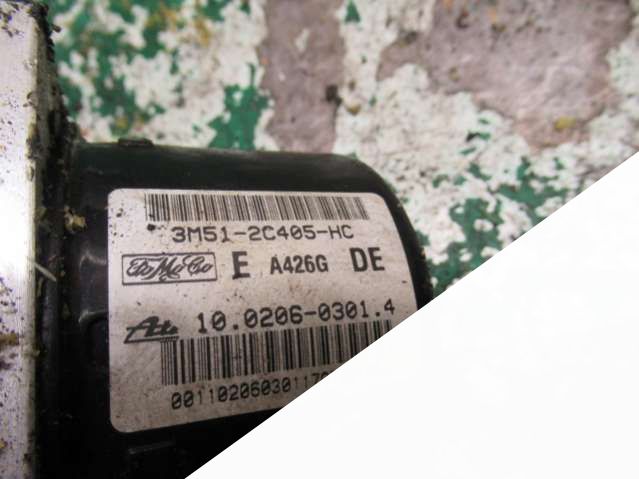 3M51-2C405-HC
FoMoCo E A426G DE
Ate 10.0206-0301.4